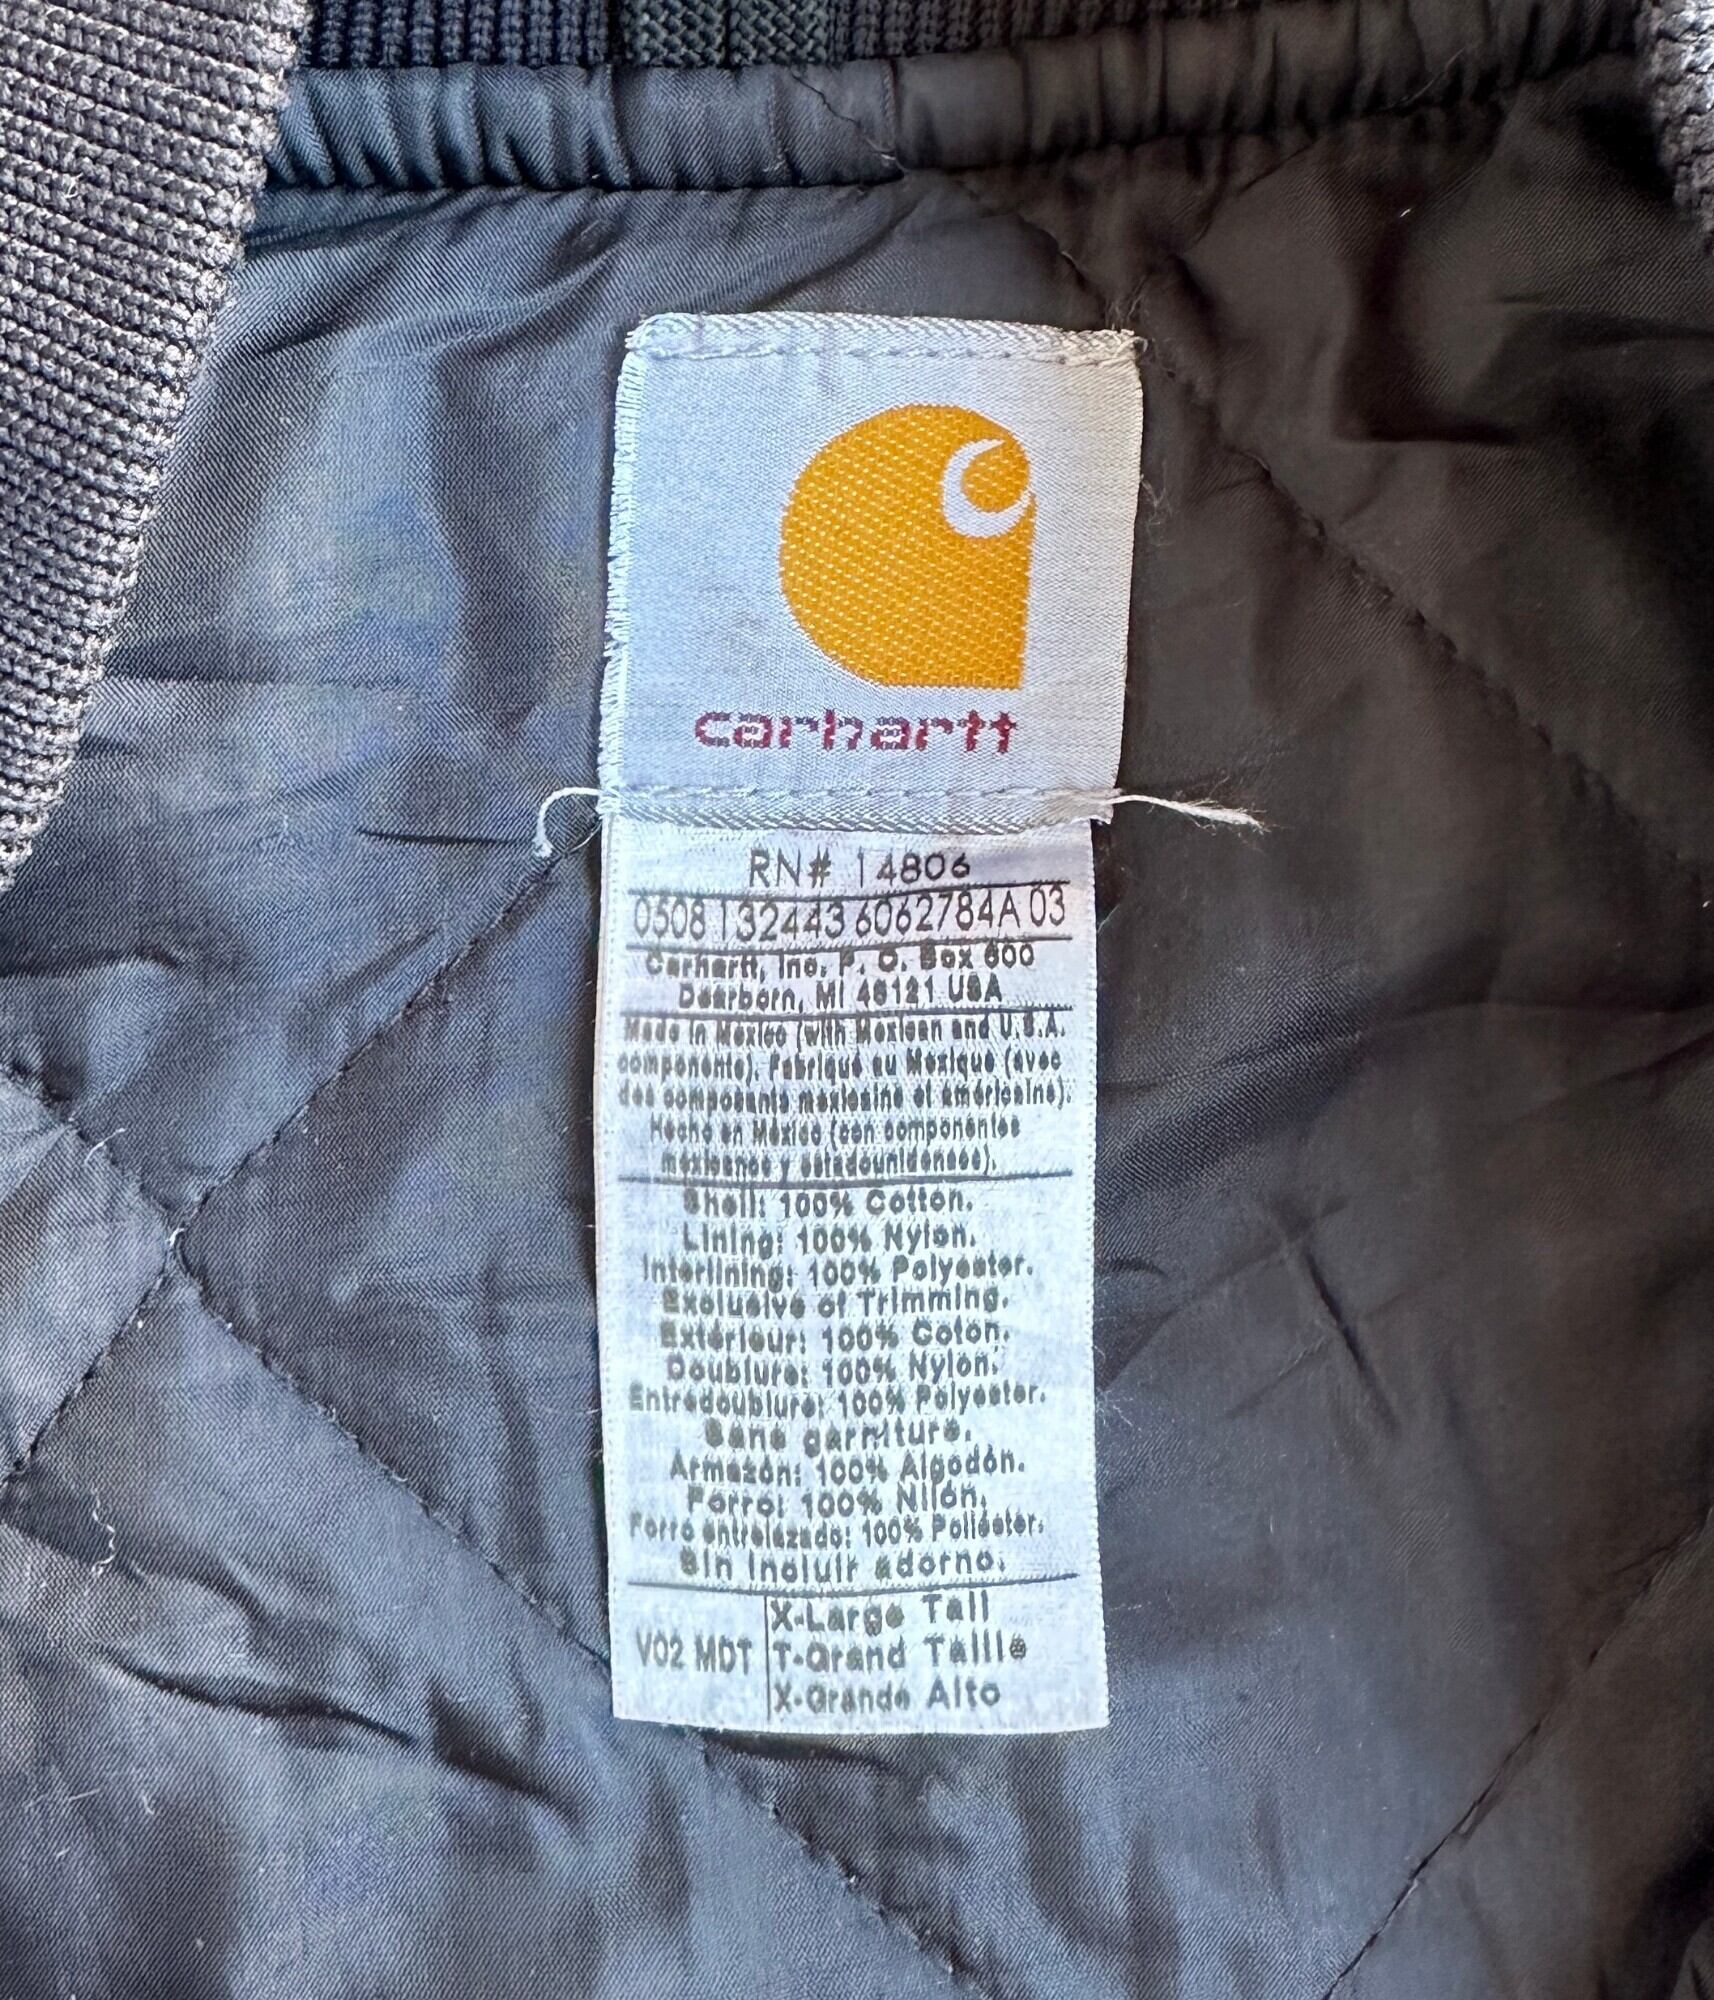 carhartt
RN# 14806
0508 132443 6062784A 03
Carhartt, Inc. P. O. Box 600
Dearborn, MI 48121 USA
Made in Mexico (with Mexican and U.S.A.
components). Fabriqué au Mexique (avec
des composants mexicains et américains).
Hecho en México (con componentes
mexicanos y estadounidenses).
Shell: 100% Cotton.
Lining: 100% Nylon.
Interlining: 100% Polyester.
Exclusive of Trimming.
Extérieur: 100% Coton.
Doublure: 100% Nylon.
Entredoublure: 100% Polyester.
Sans garniture.
Armazón: 100% Algodón.
Forro: 100% Nilón.
Forro entrelazado: 100% Poliéster.
Sin incluir adorno.
V02 MDT
X-Large Tall
T-Grand Taille
X-Grande Alto